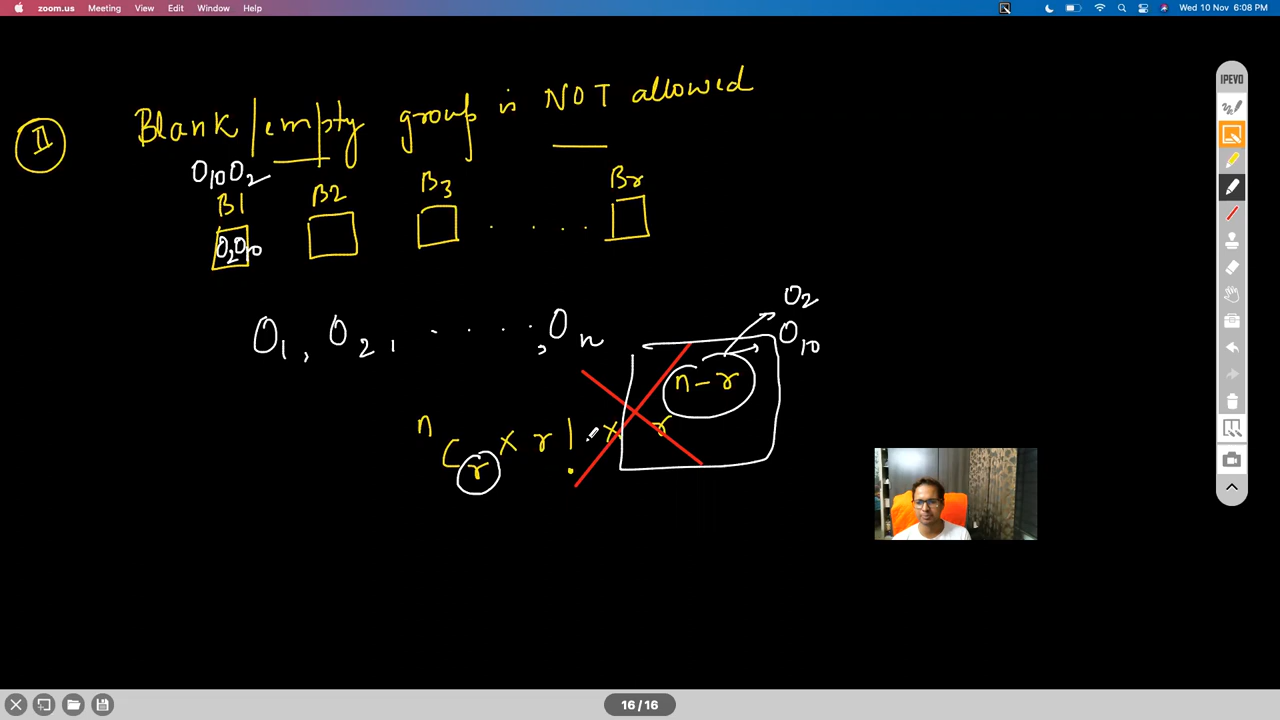 zoom.us Meeting View Edit Window Help Wed 10 Nov 6:08 PM
IPEVO
II Blank/empty group is NOT allowed
O₁₀O₂
B1 B2 B3 Br
O₂O₁₀
. . . . .
O₁, O₂, . . . . ., Oₙ
O₂
O₁₀
n-r
ⁿCᵣ × r! × r
16 / 16